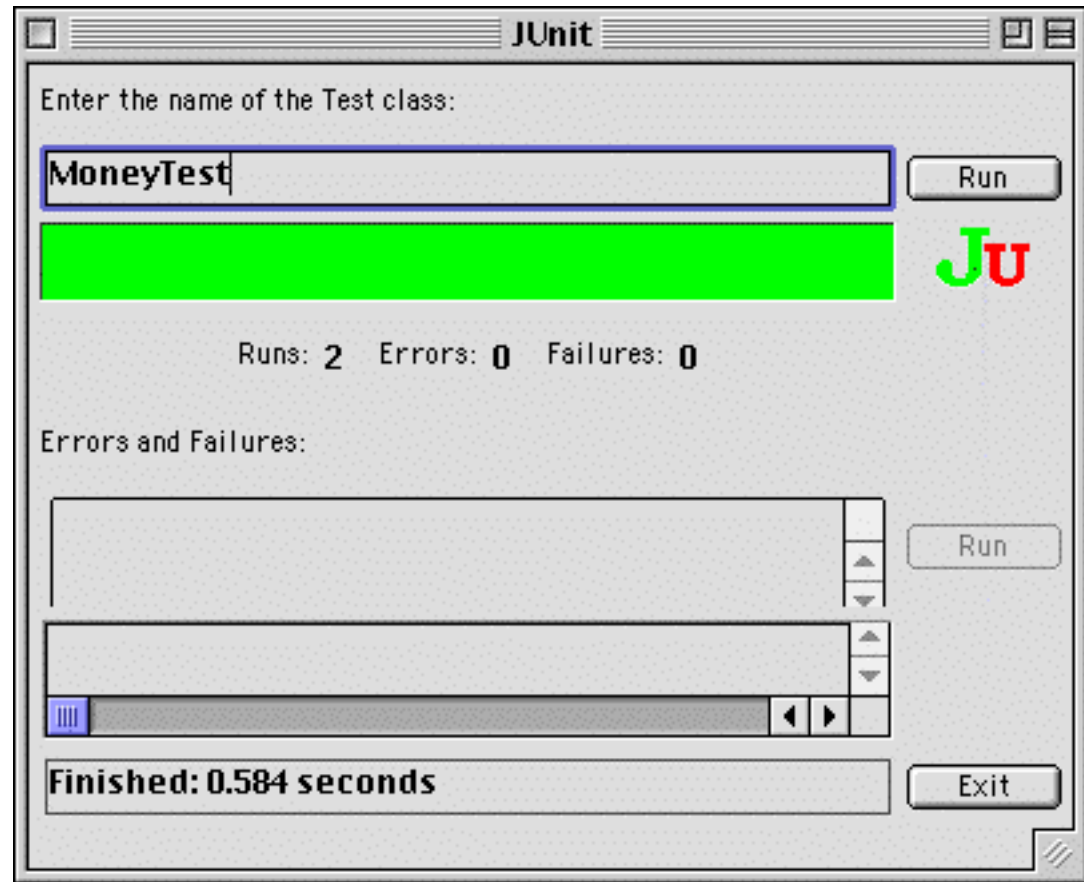 JUnit
Enter the name of the Test class:
MoneyTest
Run
JU
Runs: 2 Errors: 0 Failures: 0
Errors and Failures:
Run
Finished: 0.584 seconds
Exit